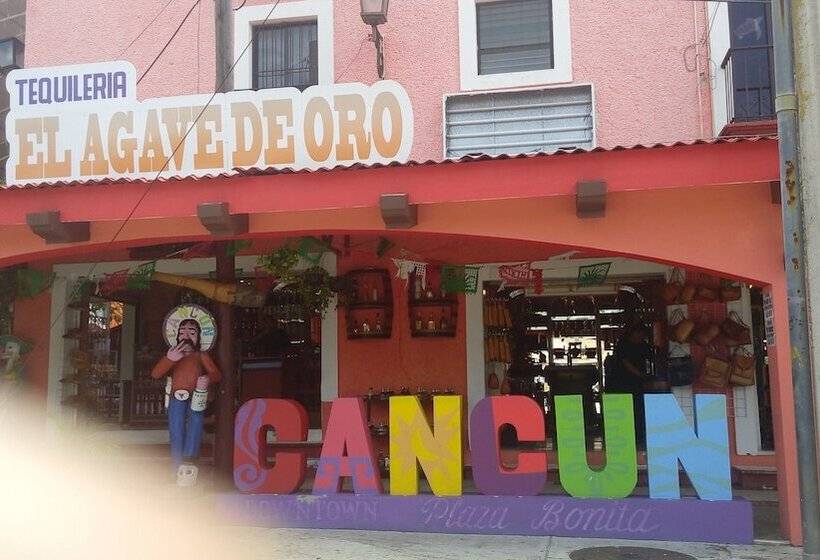 TEQUILERIA
EL AGAVE DE ORO
CANCUN
DOWNTOWN Plaza Bonita